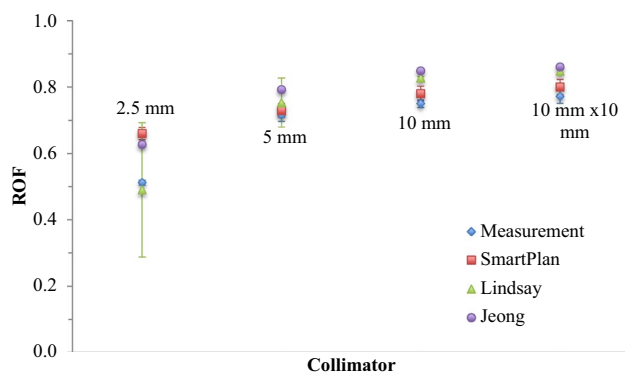 1.0
0.8
0.6
0.4
0.2
0.0
ROF
2.5 mm
5 mm
10 mm
10 mm x10
mm
Measurement
SmartPlan
Lindsay
Jeong
Collimator